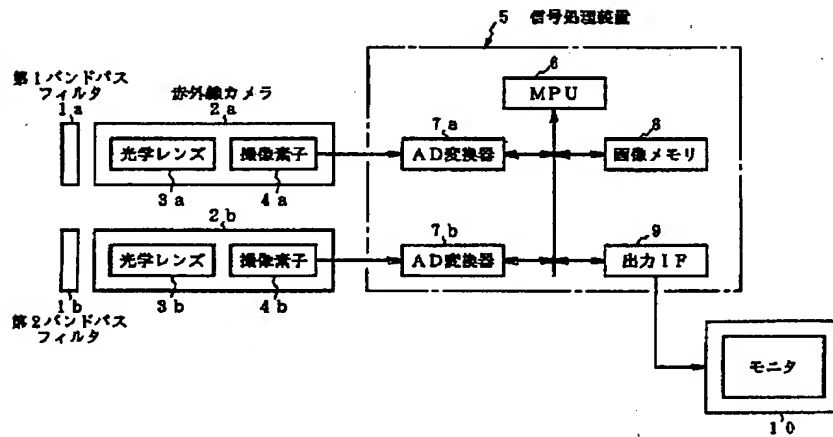 5 信号処理装置
第1バンドパス
フィルタ
1a
赤外線カメラ
2a
光学レンズ
撮像素子
3a
4a
6
MPU
7a
AD変換器
8
画像メモリ
2b
光学レンズ
撮像素子
3b
4b
7b
AD変換器
9
出力IF
1b
第2バンドパス
フィルタ
モニタ
10